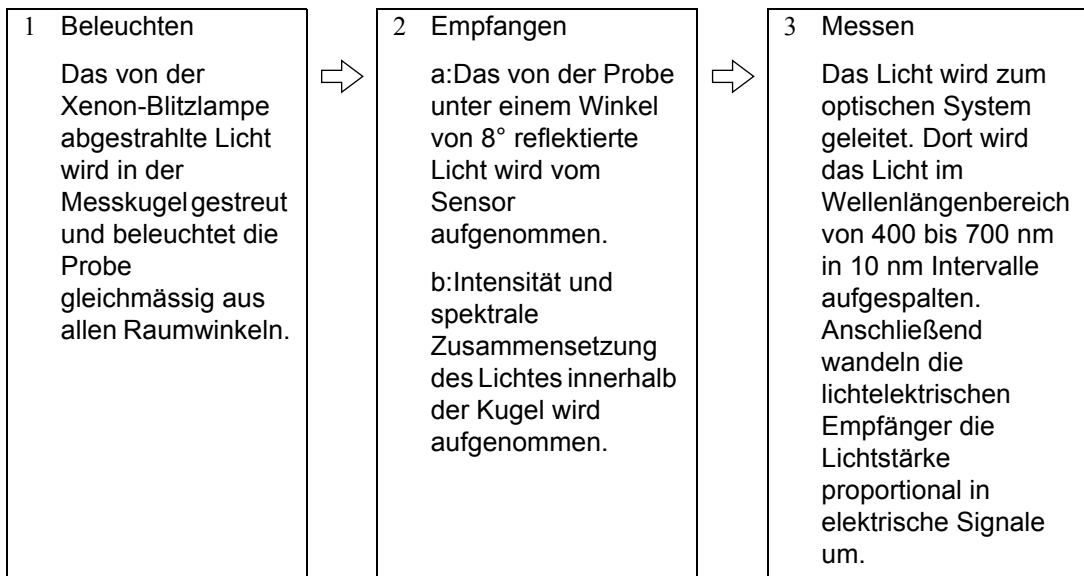 1 Beleuchten
Das von der
Xenon-Blitzlampe
abgestrahlte Licht
wird in der
Messkugel gestreut
und beleuchtet die
Probe
gleichmässig aus
allen Raumwinkeln.
2 Empfangen
a:Das von der Probe
unter einem Winkel
von 8° reflektierte
Licht wird vom
Sensor
aufgenommen.
b:Intensität und
spektrale
Zusammensetzung
des Lichtes innerhalb
der Kugel wird
aufgenommen.
3 Messen
Das Licht wird zum
optischen System
geleitet. Dort wird
das Licht im
Wellenlängenbereich
von 400 bis 700 nm
in 10 nm Intervalle
aufgespalten.
Anschließend
wandeln die
lichtelektrischen
Empfänger die
Lichtstärke
proportional in
elektrische Signale
um.